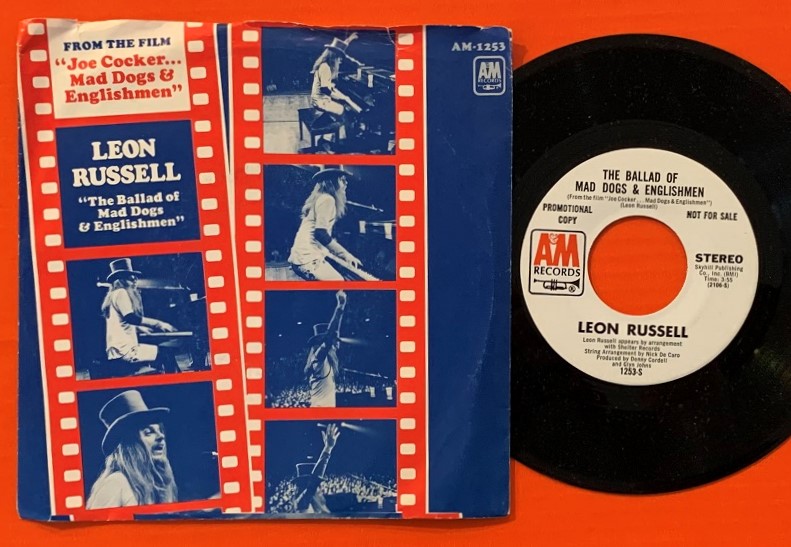 FROM THE FILM
"Joe Cocker...
Mad Dogs &
Englishmen"
LEON
RUSSELL
"The Ballad of
Mad Dogs
& Englishmen"
AM-1253
A&M
RECORDS
THE BALLAD OF
MAD DOGS & ENGLISHMEN
(From the film "Joe Cocker...Mad Dogs & Englishmen")
(Leon Russell)
PROMOTIONAL
COPY
NOT FOR SALE
A&M
RECORDS
®
STEREO
Skyhill Publishing
Co., Inc. (BMI)
Time: 3:55
(2106-S)
LEON RUSSELL
Leon Russell appears by arrangement
with Shelter Records
String Arrangement by Nick De Caro
Produced by Denny Cordell
and Glyn Johns
1253-S